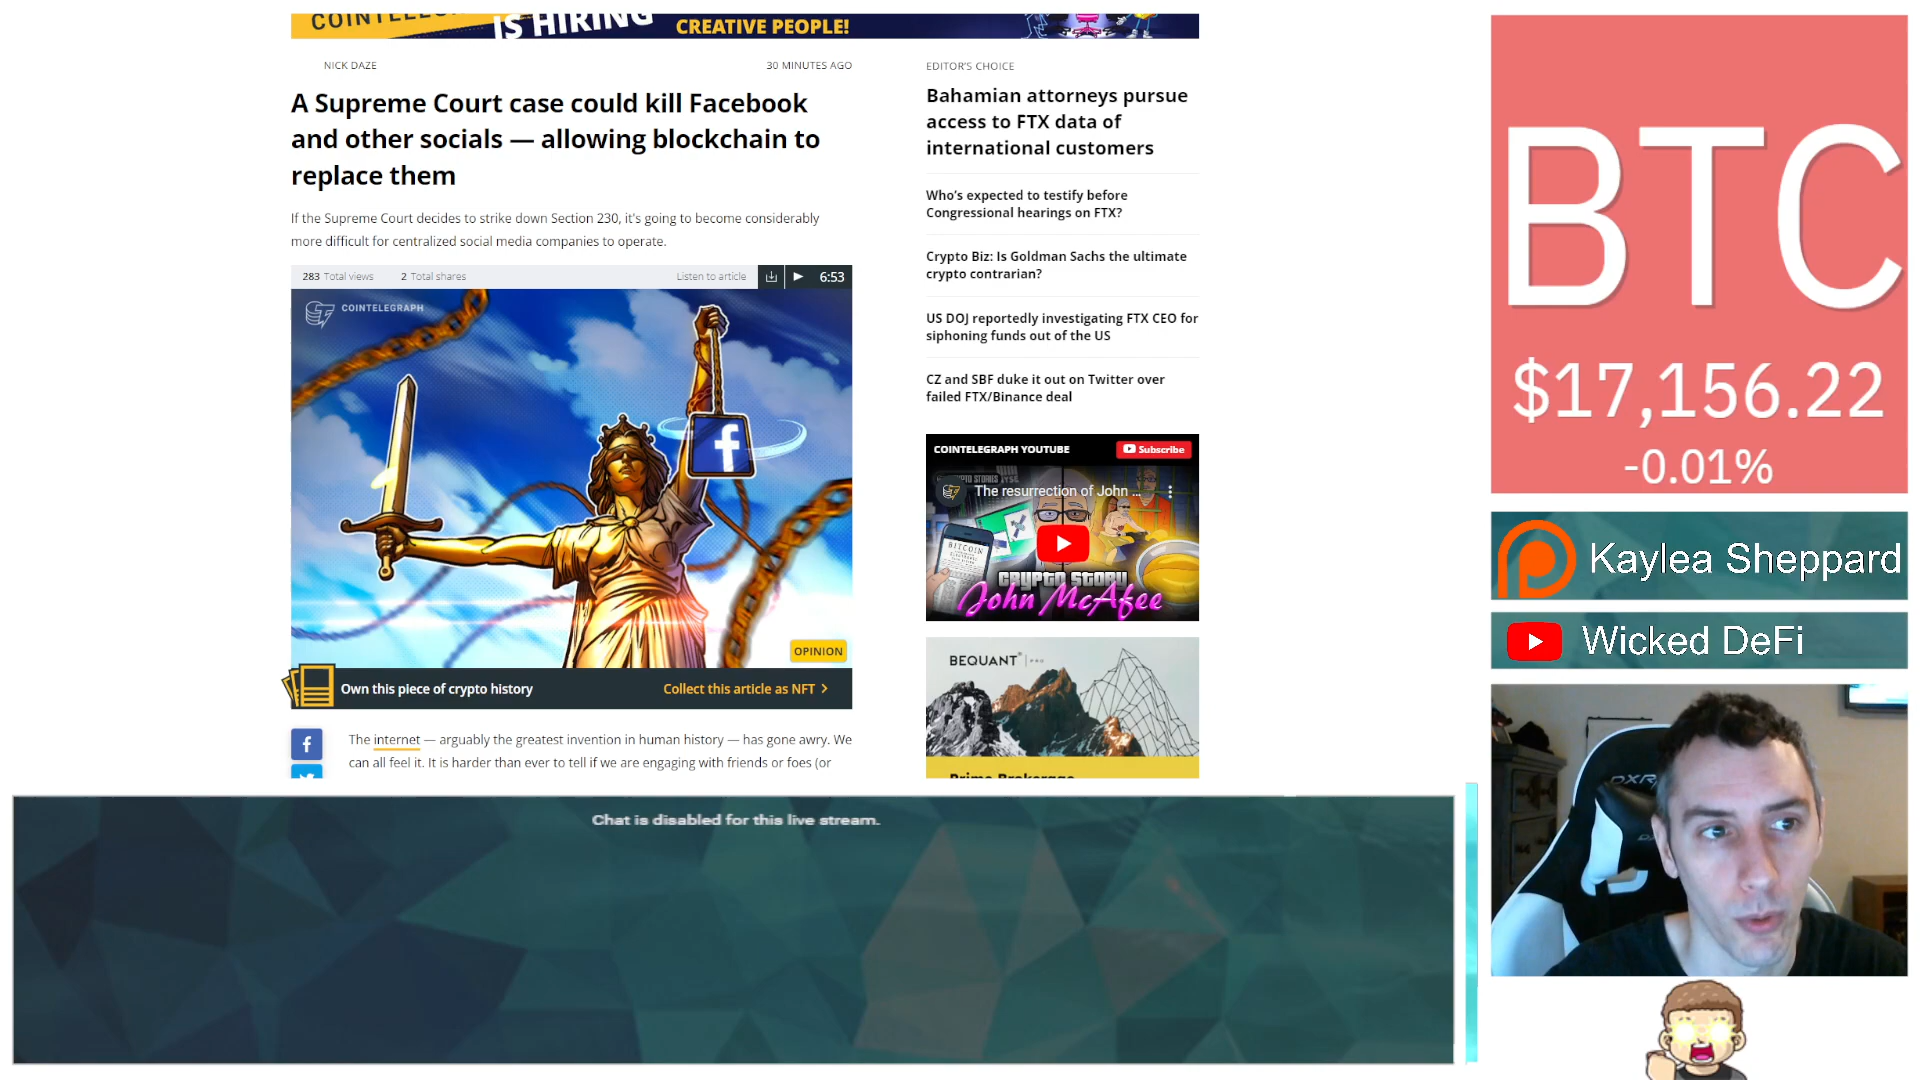 COINTELEGR
IS HIRING
CREATIVE PEOPLE!
NICK DAZE
30 MINUTES AGO
A Supreme Court case could kill Facebook
and other socials — allowing blockchain to
replace them
If the Supreme Court decides to strike down Section 230, it's going to become considerably
more difficult for centralized social media companies to operate.
283 Total views
2 Total shares
Listen to article
6:53
COINTELEGRAPH
OPINION
Own this piece of crypto history
Collect this article as NFT
The internet — arguably the greatest invention in human history — has gone awry. We
can all feel it. It is harder than ever to tell if we are engaging with friends or foes (or
EDITOR'S CHOICE
Bahamian attorneys pursue
access to FTX data of
international customers
Who's expected to testify before
Congressional hearings on FTX?
Crypto Biz: Is Goldman Sachs the ultimate
crypto contrarian?
US DOJ reportedly investigating FTX CEO for
siphoning funds out of the US
CZ and SBF duke it out on Twitter over
failed FTX/Binance deal
COINTELEGRAPH YOUTUBE
Subscribe
The resurrection of John ...
BITCOIN
CRYPTO STORY
John McAfee
BEQUANT PRO
Prime Brokerage
BTC
$17,156.22
-0.01%
Kaylea Sheppard
Wicked DeFi
DXR
Chat is disabled for this live stream.